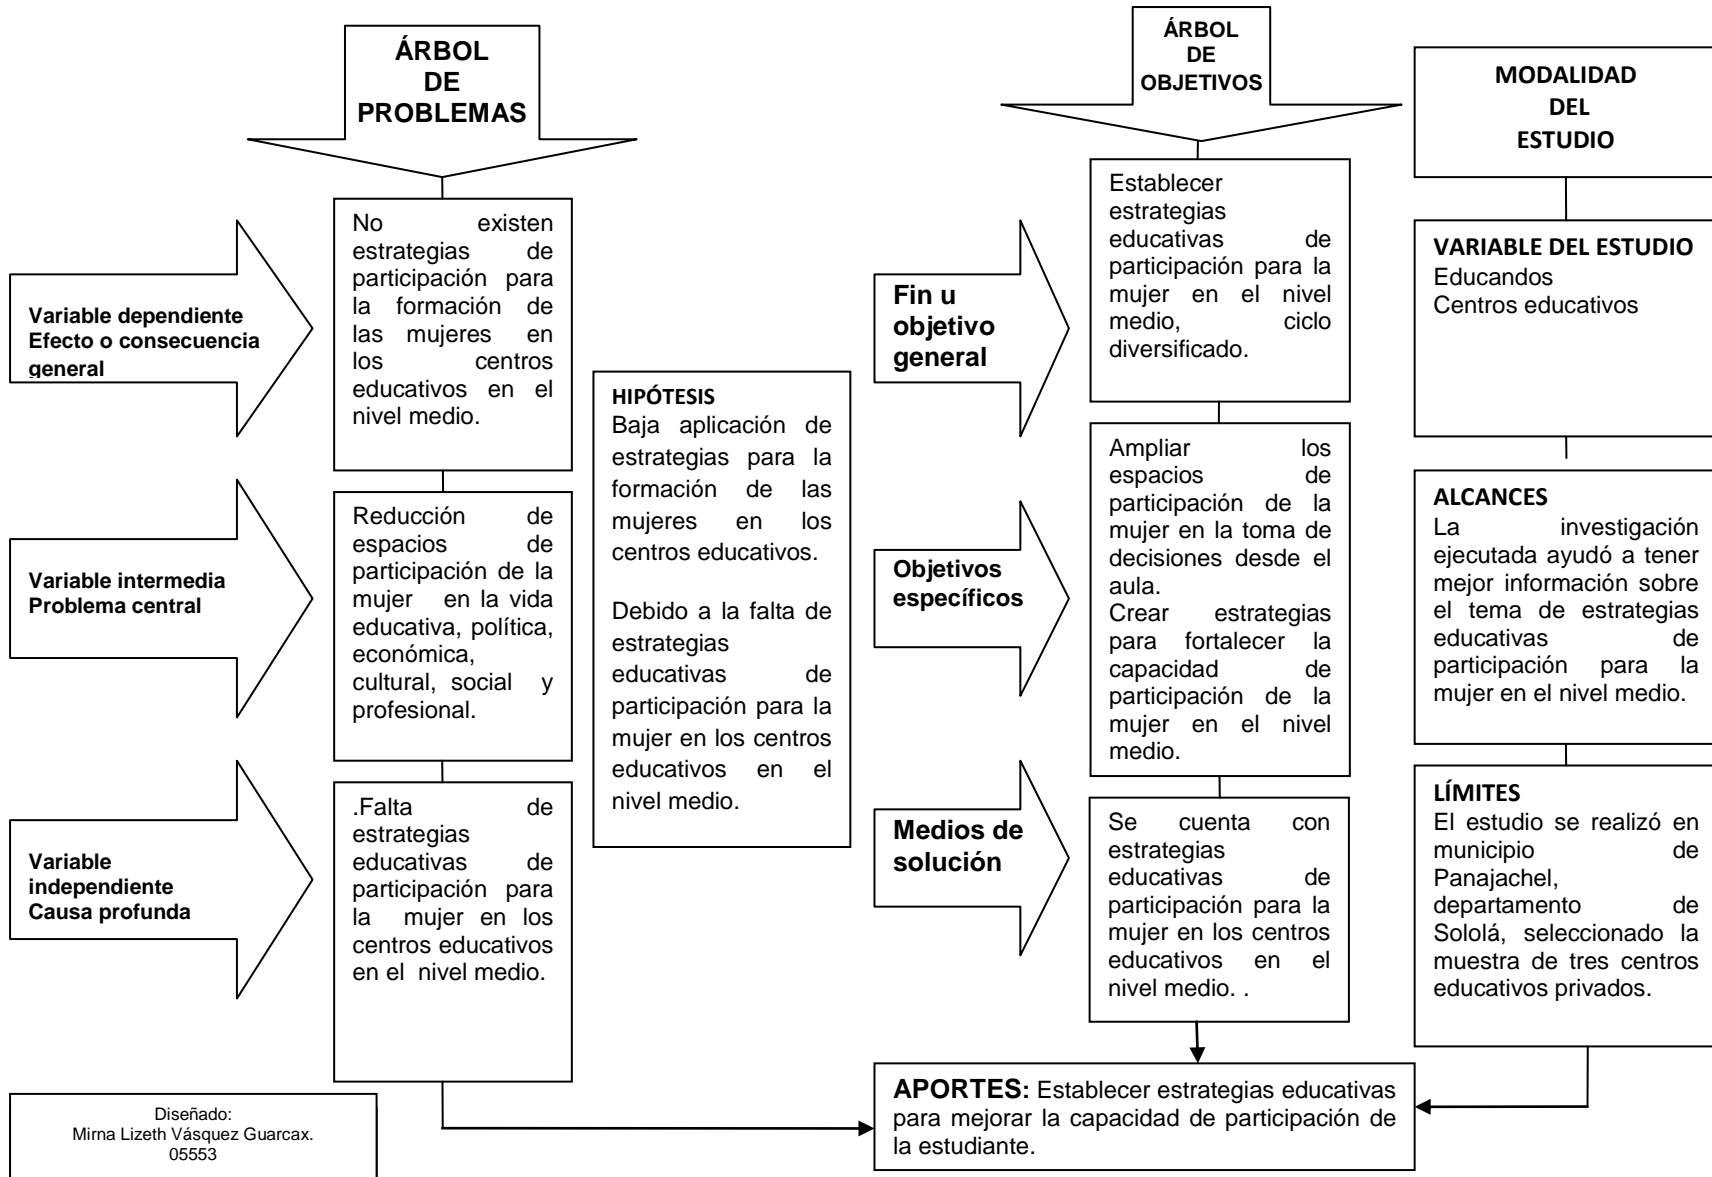 ÁRBOL
DE
PROBLEMAS
Variable dependiente
Efecto o consecuencia
general
No existen
estrategias de
participación para
la formación de
las mujeres en
los centros
educativos en el
nivel medio.
Variable intermedia
Problema central
Reducción de
espacios de
participación de la
mujer en la vida
educativa, política,
económica,
cultural, social y
profesional.
Variable
independiente
Causa profunda
.Falta de
estrategias
educativas de
participación para
la mujer en los
centros educativos
en el nivel medio.
HIPÓTESIS
Baja aplicación de
estrategias para la
formación de las
mujeres en los
centros educativos.
Debido a la falta de
estrategias
educativas de
participación para la
mujer en los centros
educativos en el
nivel medio.
ÁRBOL
DE
OBJETIVOS
Fin u
objetivo
general
Establecer
estrategias
educativas de
participación para la
mujer en el nivel
medio, ciclo
diversificado.
Objetivos
específicos
Ampliar los
espacios de
participación de la
mujer en la toma de
decisiones desde el
aula.
Crear estrategias
para fortalecer la
capacidad de
participación de la
mujer en el nivel
medio.
Medios de
solución
Se cuenta con
estrategias
educativas de
participación para la
mujer en los centros
educativos en el
nivel medio. .
MODALIDAD
DEL
ESTUDIO
VARIABLE DEL ESTUDIO
Educandos
Centros educativos
ALCANCES
La investigación
ejecutada ayudó a tener
mejor información sobre
el tema de estrategias
educativas de
participación para la
mujer en el nivel medio.
LÍMITES
El estudio se realizó en
municipio de
Panajachel,
departamento de
Sololá, seleccionado la
muestra de tres centros
educativos privados.
APORTES: Establecer estrategias educativas
para mejorar la capacidad de participación de
la estudiante.
Diseñado:
Mirna Lizeth Vásquez Guarcax.
05553